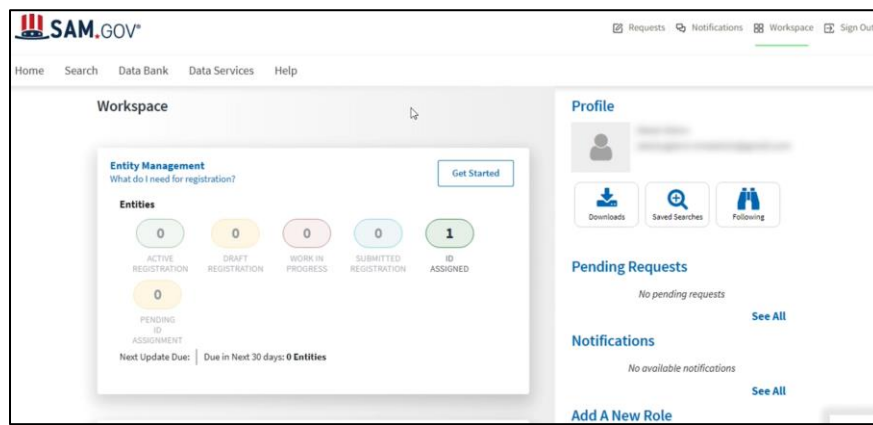 SAM.GOV®
Requests Notifications Workspace Sign Out
Home Search Data Bank Data Services Help
Workspace
Entity Management
What do I need for registration?
Get Started
Entities
0 0 0 0 1
ACTIVE REGISTRATION
DRAFT REGISTRATION
WORK IN PROGRESS
SUBMITTED REGISTRATION
ID ASSIGNED
0
PENDING
ID
ASSIGNMENT
Next Update Due: Due in Next 30 days: 0 Entities
Profile
Downloads Saved Searches Following
Pending Requests
No pending requests
See All
Notifications
No available notifications
See All
Add A New Role